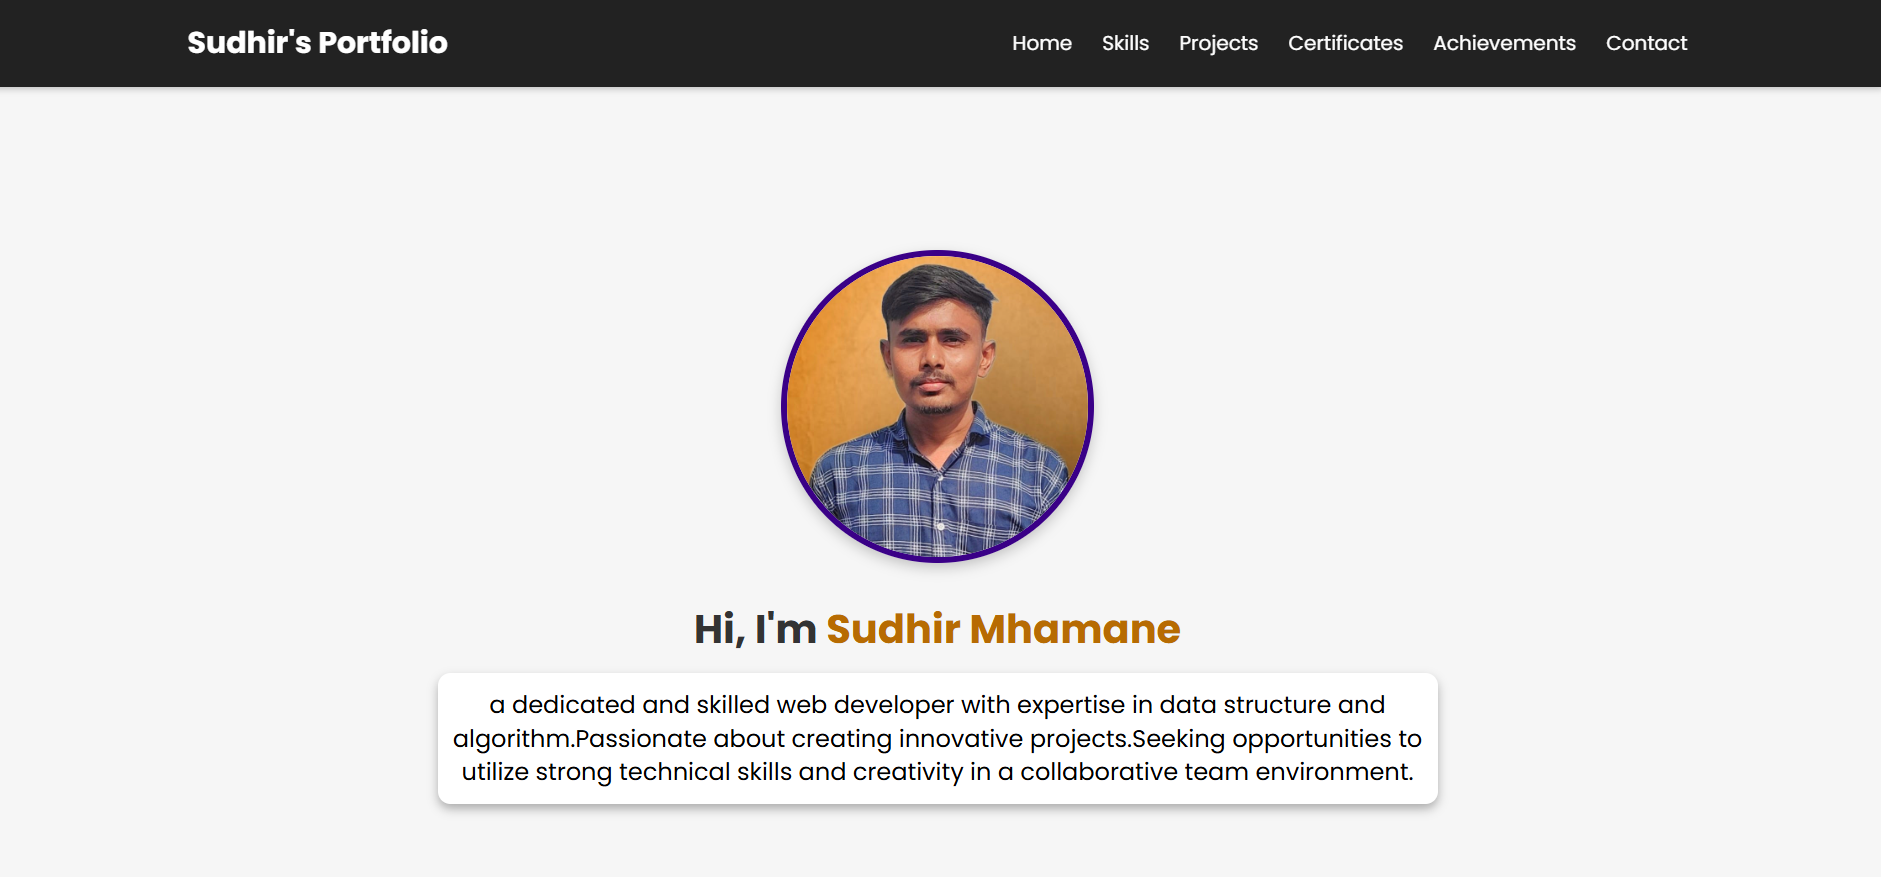 Sudhir's Portfolio
Home Skills Projects Certificates Achievements Contact
Hi, I'm Sudhir Mhamane
a dedicated and skilled web developer with expertise in data structure and
algorithm.Passionate about creating innovative projects.Seeking opportunities to
utilize strong technical skills and creativity in a collaborative team environment.